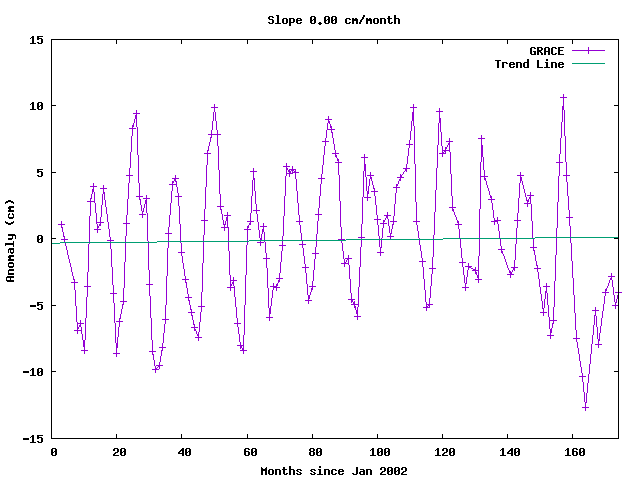 Slope 0.00 cm/month
GRACE
Trend Line
15
10
5
0
-5
-10
-15
Anomaly (cm)
0 20 40 60 80 100 120 140 160
Months since Jan 2002